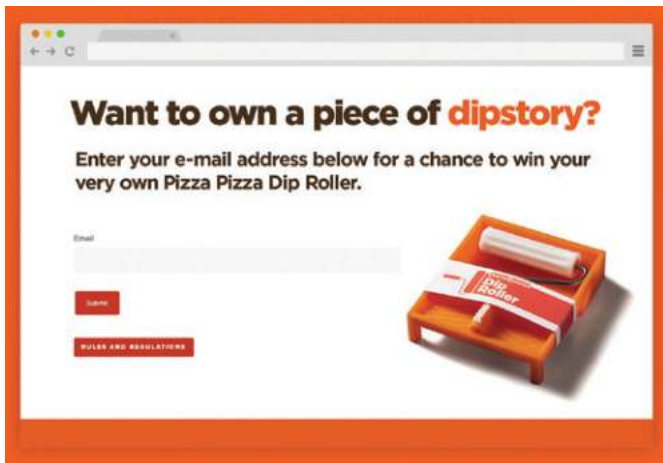 Want to own a piece of dipstory?
Enter your e-mail address below for a chance to win your
very own Pizza Pizza Dip Roller.
Email
Submit
Dip
Roller
RULES AND REGULATIONS